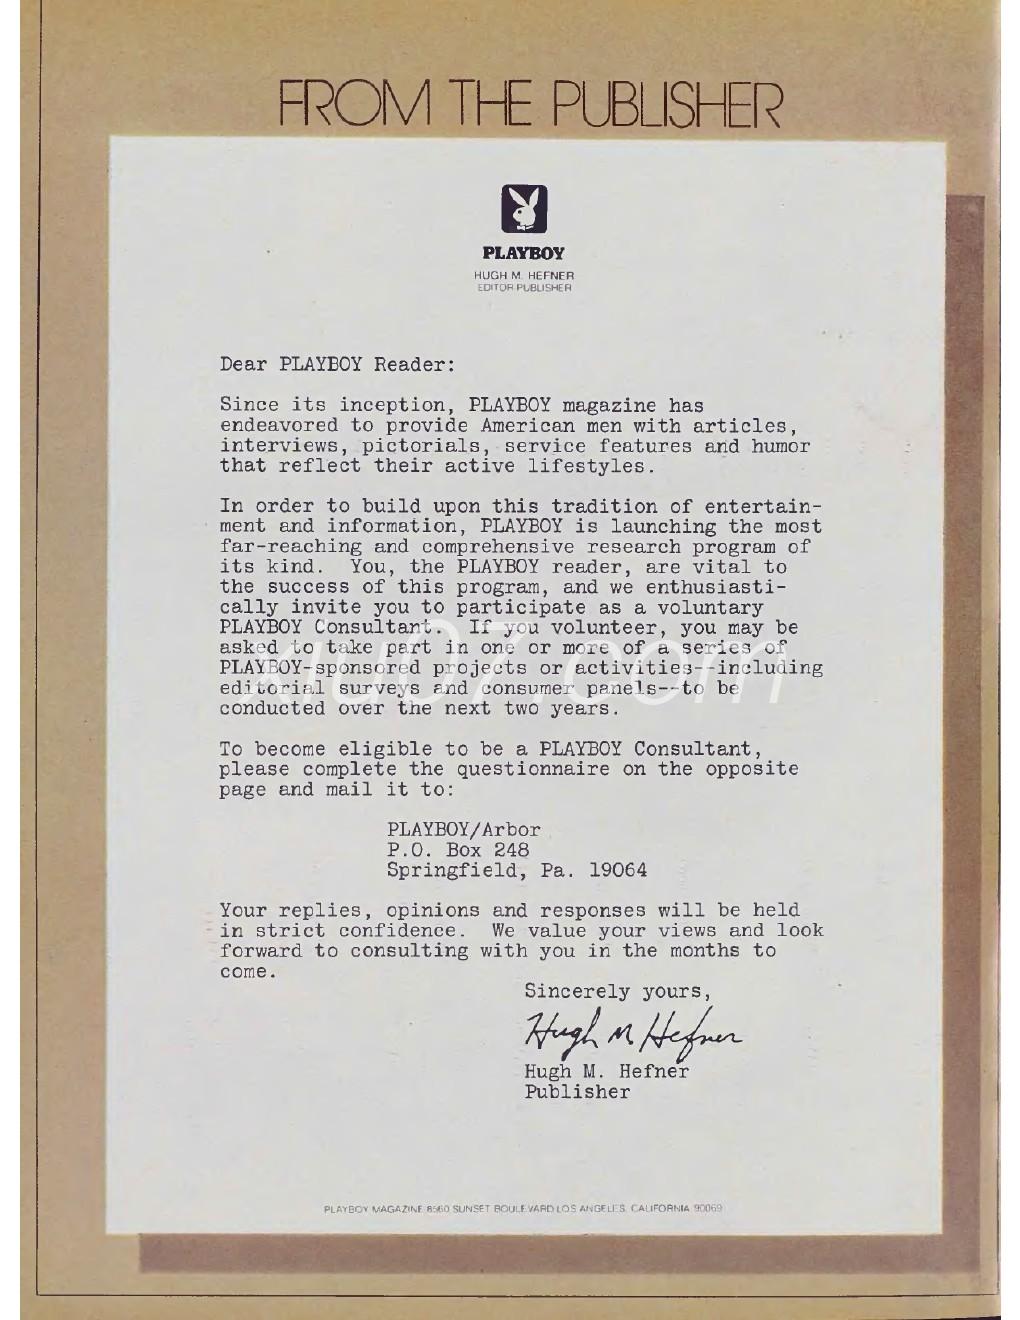 FROM THE PUBLISHER
PLAYBOY
HUGH M. HEFNER
EDITOR-PUBLISHER
Dear PLAYBOY Reader:
Since its inception, PLAYBOY magazine has
endeavored to provide American men with articles,
interviews, pictorials, service features and humor
that reflect their active lifestyles.
In order to build upon this tradition of entertain-
ment and information, PLAYBOY is launching the most
far-reaching and comprehensive research program of
its kind. You, the PLAYBOY reader, are vital to
the success of this program, and we enthusiasti-
cally invite you to participate as a voluntary
PLAYBOY Consultant. If you volunteer, you may be
asked to take part in one or more of a series of
PLAYBOY-sponsored projects or activities--including
editorial surveys and consumer panels--to be
conducted over the next two years.
xiu07.com
To become eligible to be a PLAYBOY Consultant,
please complete the questionnaire on the opposite
page and mail it to:
PLAYBOY/Arbor
P.O. Box 248
Springfield, Pa. 19064
Your replies, opinions and responses will be held
in strict confidence. We value your views and look
forward to consulting with you in the months to
come.
Sincerely yours,
Hugh M Hefner
Hugh M. Hefner
Publisher
PLAYBOY MAGAZINE 8560 SUNSET BOULEVARD LOS ANGELES, CALIFORNIA 90069